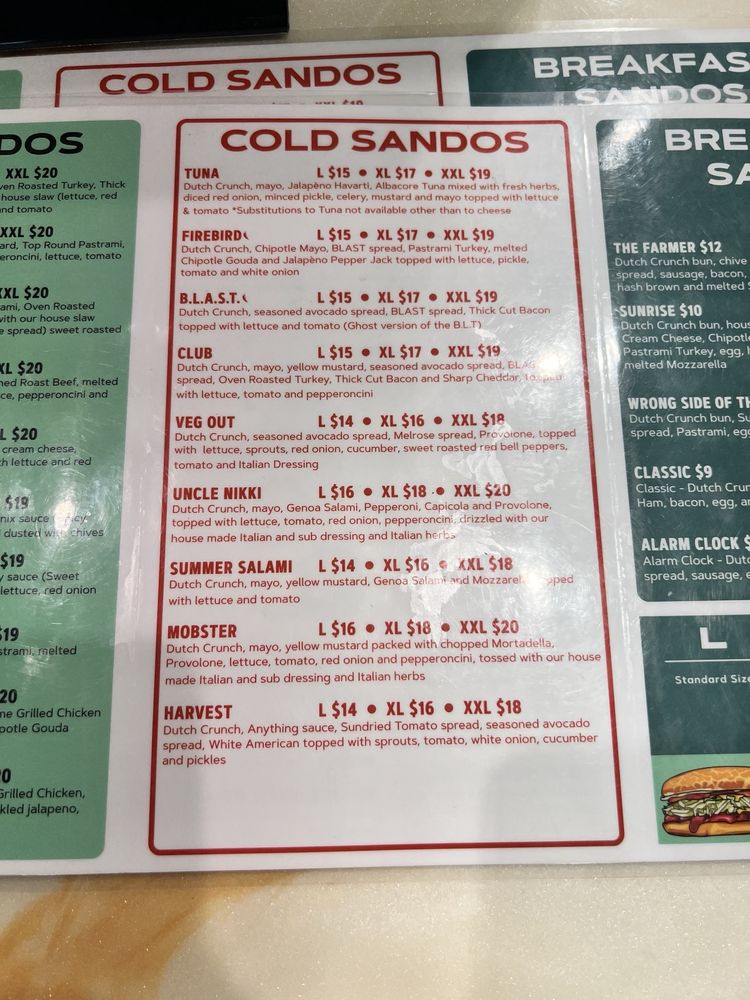 COLD SANDOS
BREAKFAS
SANDOS
DOS
XXL $20
ven Roasted Turkey, Thick
house slaw (lettuce, red
and tomato
XXL $20
ard, Top Round Pastrami,
eroncini, lettuce, tomato
XXL $20
ami, Oven Roasted
with our house slaw
e spread) sweet roasted
XL $20
ned Roast Beef, melted
ce, pepperoncini and
L $20
cream cheese,
th lettuce and red
$19
nix sauce
dusted with chives
$19
y sauce (Sweet
lettuce, red onion
$19
strami, melted
20
me Grilled Chicken
potle Gouda
0
Grilled Chicken,
kled jalapeno,
COLD SANDOS
TUNA L $15 • XL $17 • XXL $19
Dutch Crunch, mayo, Jalapèno Havarti, Albacore Tuna mixed with fresh herbs,
diced red onion, minced pickle, celery, mustard and mayo topped with lettuce
& tomato *Substitutions to Tuna not available other than to cheese
FIREBIRD L $15 • XL $17 • XXL $19
Dutch Crunch, Chipotle Mayo, BLAST spread, Pastrami Turkey, melted
Chipotle Gouda and Jalapèno Pepper Jack topped with lettuce, pickle,
tomato and white onion
B.L.A.S.T. L $15 • XL $17 • XXL $19
Dutch Crunch, seasoned avocado spread, BLAST spread, Thick Cut Bacon
topped with lettuce and tomato (Ghost version of the B.L.T)
CLUB L $15 • XL $17 • XXL $19
Dutch Crunch, mayo, yellow mustard, seasoned avocado spread, BLAST
spread, Oven Roasted Turkey, Thick Cut Bacon and Sharp Cheddar, topped
with lettuce, tomato and pepperoncini
VEG OUT L $14 • XL $16 • XXL $18
Dutch Crunch, seasoned avocado spread, Melrose spread, Provolone, topped
with lettuce, sprouts, red onion, cucumber, sweet roasted red bell peppers,
tomato and Italian Dressing
UNCLE NIKKI L $16 • XL $18 • XXL $20
Dutch Crunch, mayo, Genoa Salami, Pepperoni, Capicola and Provolone,
topped with lettuce, tomato, red onion, pepperoncini, drizzled with our
house made Italian and sub dressing and Italian herbs
SUMMER SALAMI L $14 • XL $16 • XXL $18
Dutch Crunch, mayo, yellow mustard, Genoa Salami and Mozzarella, topped
with lettuce and tomato
MOBSTER L $16 • XL $18 • XXL $20
Dutch Crunch, mayo, yellow mustard packed with chopped Mortadella,
Provolone, lettuce, tomato, red onion and pepperoncini, tossed with our house
made Italian and sub dressing and Italian herbs
HARVEST L $14 • XL $16 • XXL $18
Dutch Crunch, Anything sauce, Sundried Tomato spread, seasoned avocado
spread, White American topped with sprouts, tomato, white onion, cucumber
and pickles
BRE
SA
THE FARMER $12
Dutch Crunch bun, chive
spread, sausage, bacon,
hash brown and melted S
SUNRISE $10
Dutch Crunch bun, hous
Cream Cheese, Chipotl
Pastrami Turkey, egg,
melted Mozzarella
WRONG SIDE OF TH
Dutch Crunch bun, Su
spread, Pastrami, egg
CLASSIC $9
Classic - Dutch Crun
Ham, bacon, egg, a
ALARM CLOCK $
Alarm Clock - Dutc
spread, sausage,
L
Standard Size